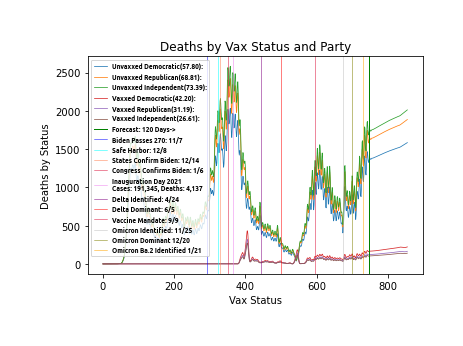 Deaths by Vax Status and Party
Deaths by Status
2500
2000
1500
1000
500
0
Unvaxxed Democratic(57.80):
Unvaxxed Republican(68.81):
Unvaxxed Independent(73.39):
Vaxxed Democratic(42.20):
Vaxxed Republican(31.19):
Vaxxed Independent(26.61):
Forecast: 120 Days->
Biden Passes 270: 11/7
Safe Harbor: 12/8
States Confirm Biden: 12/14
Congress Confirms Biden: 1/6
Inauguration Day 2021
Cases: 191,345, Deaths: 4,137
Delta Identified: 4/24
Delta Dominant: 6/5
Vaccine Mandate: 9/9
Omicron Identified: 11/25
Omicron Dominant 12/20
Omicron Ba.2 Identified 1/21
0 200 400 600 800
Vax Status